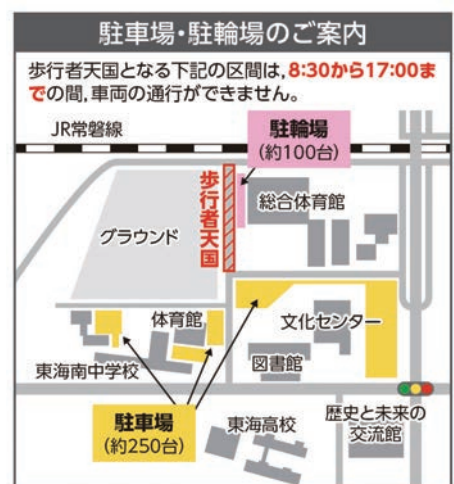 駐車場・駐輪場のご案内
歩行者天国となる下記の区間は,8:30から17:00ま
での間,車両の通行ができません。
JR常磐線
駐輪場
(約100台)
歩行者天国
総合体育館
グラウンド
体育館
文化センター
東海南中学校
図書館
駐車場
(約250台)
東海高校
歴史と未来の
交流館